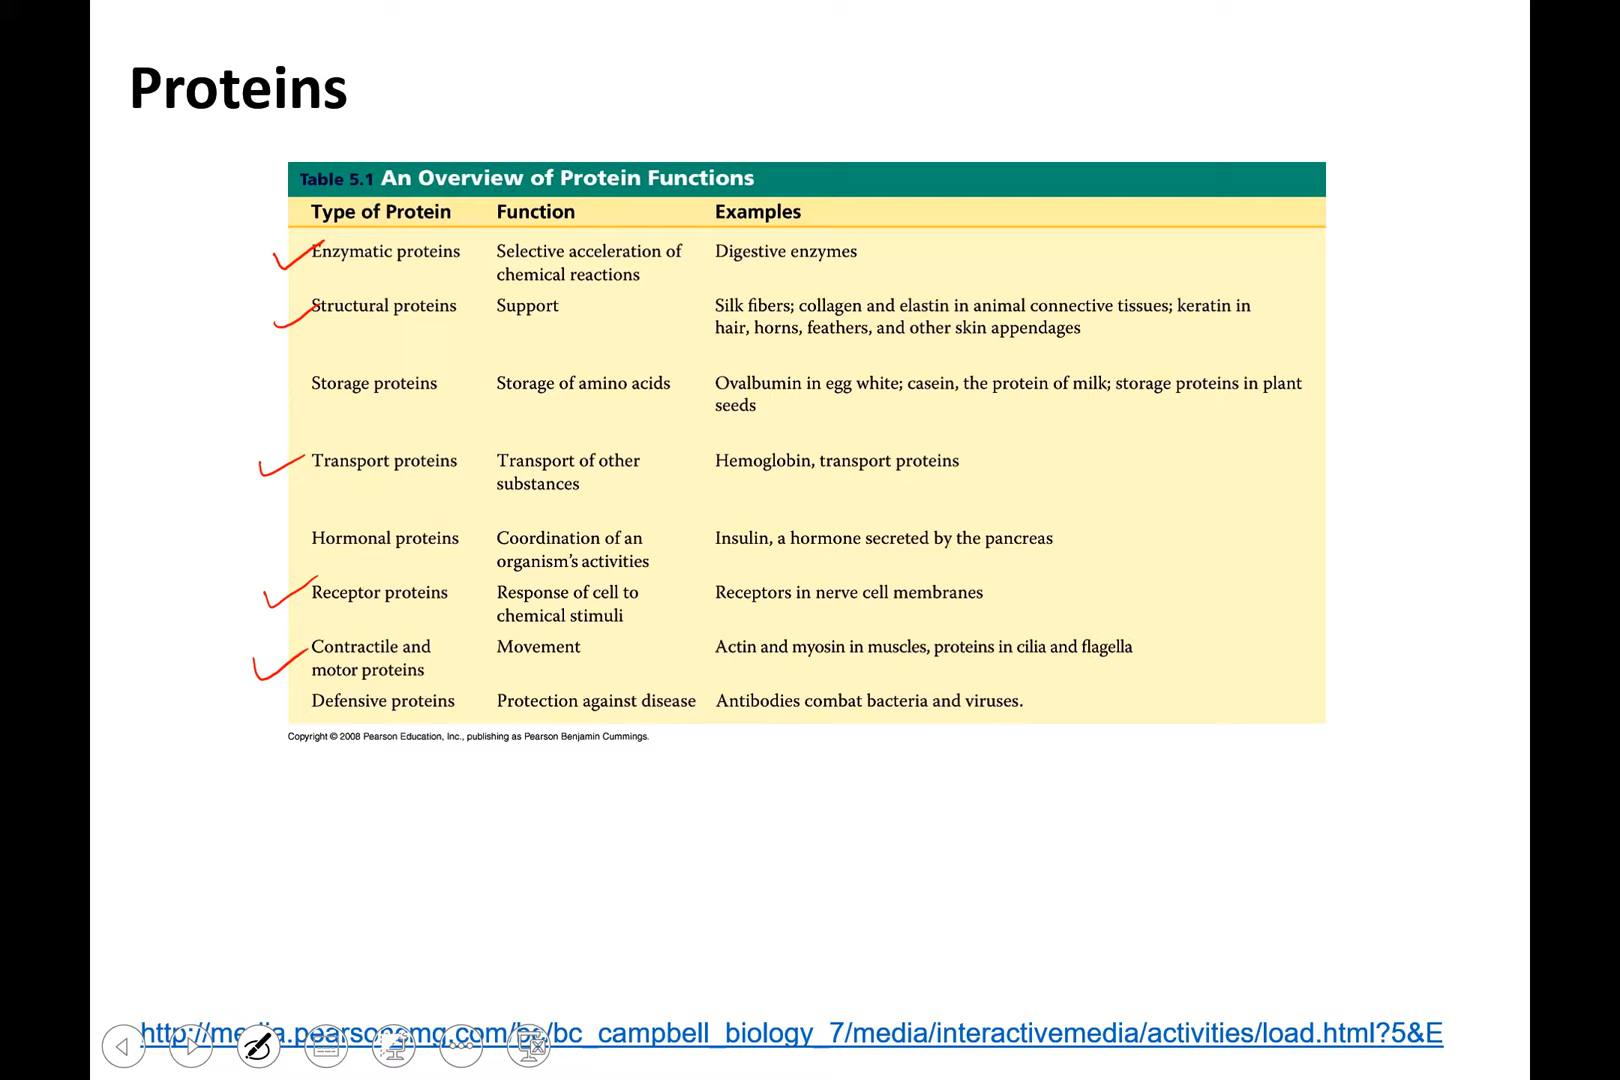 Proteins
Table 5.1 An Overview of Protein Functions
Type of Protein Function Examples
Enzymatic proteins Selective acceleration of Digestive enzymes
chemical reactions
Structural proteins Support Silk fibers; collagen and elastin in animal connective tissues; keratin in
hair, horns, feathers, and other skin appendages
Storage proteins Storage of amino acids Ovalbumin in egg white; casein, the protein of milk; storage proteins in plant
seeds
Transport proteins Transport of other Hemoglobin, transport proteins
substances
Hormonal proteins Coordination of an Insulin, a hormone secreted by the pancreas
organism's activities
Receptor proteins Response of cell to Receptors in nerve cell membranes
chemical stimuli
Contractile and Movement Actin and myosin in muscles, proteins in cilia and flagella
motor proteins
Defensive proteins Protection against disease Antibodies combat bacteria and viruses.
Copyright © 2008 Pearson Education, Inc., publishing as Pearson Benjamin Cummings.
http://media.pearsoncmg.com/bc/bc_campbell_biology_7/media/interactivemedia/activities/load.html?5&E